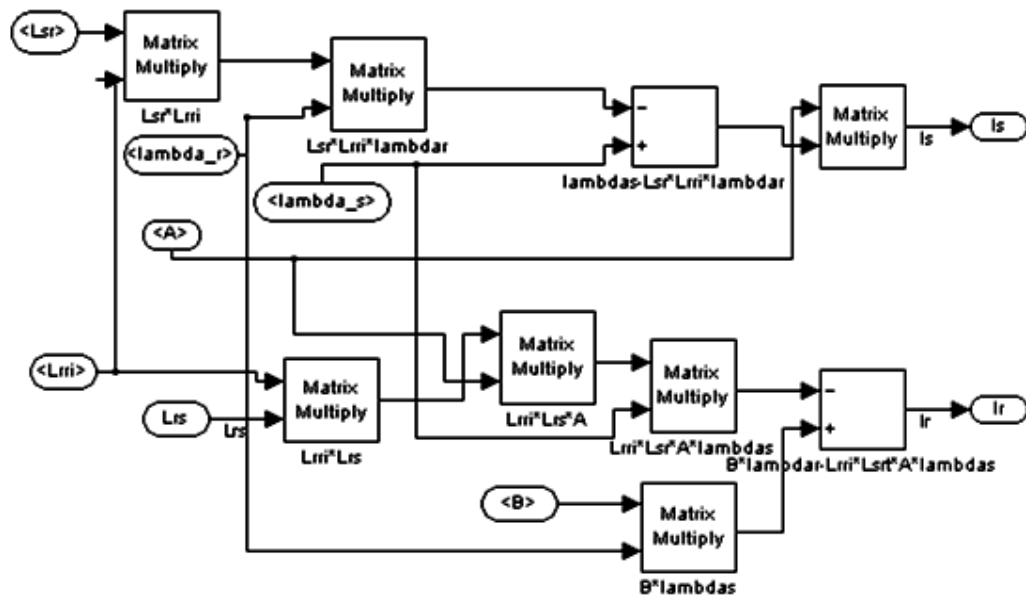 <Lsr>
Matrix
Multiply
Lsr*Lrri
Matrix
Multiply
Lsr*Lrri*lambdar
<lambda_r>
<lambda_s>
-
+
lambdas-Lsr*Lrri*lambdar
Matrix
Multiply
Is
Is
<A>
<Lrri>
Lrs
Lrs
Matrix
Multiply
Lrri*Lrs
Matrix
Multiply
Lrri*Lrs*A
Matrix
Multiply
Lrri*Lsr*A*lambdas
-
+
B*lambdar-Lrri*Lsrt*A*lambdas
Ir
Ir
<B>
Matrix
Multiply
B*lambdas